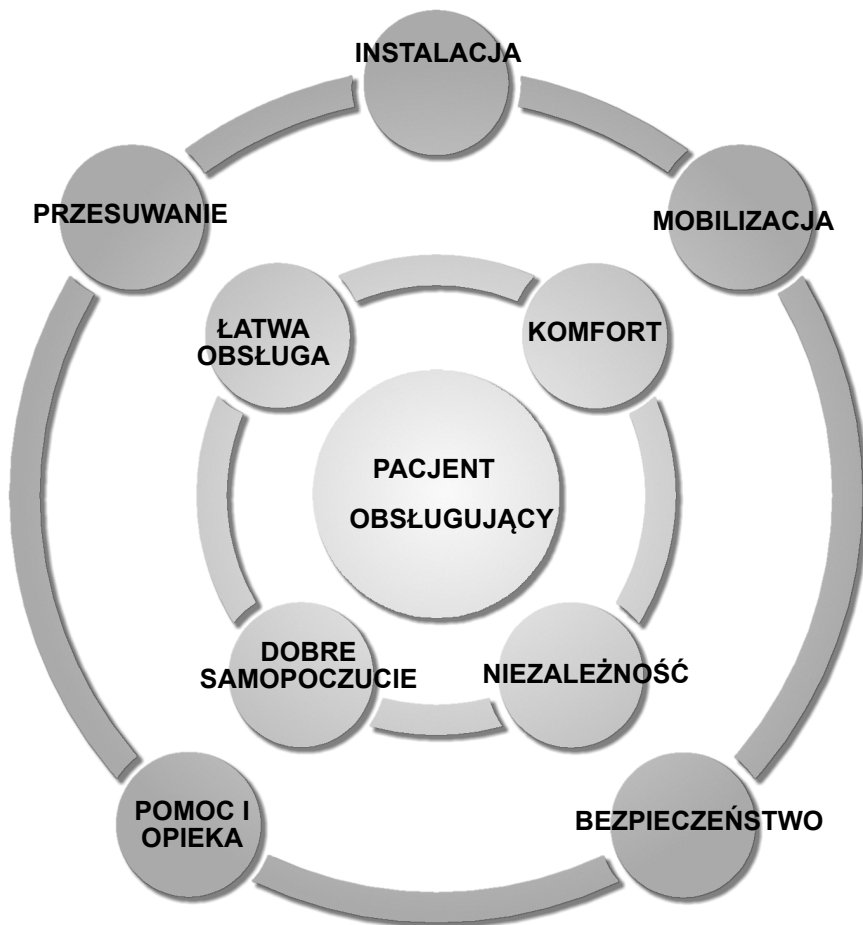 INSTALACJA
PRZESUWANIE
MOBILIZACJA
ŁATWA
OBSŁUGA
KOMFORT
PACJENT
OBSŁUGUJĄCY
DOBRE
SAMOPOCZUCIE
NIEZALEŻNOŚĆ
POMOC I
OPIEKA
BEZPIECZEŃSTWO